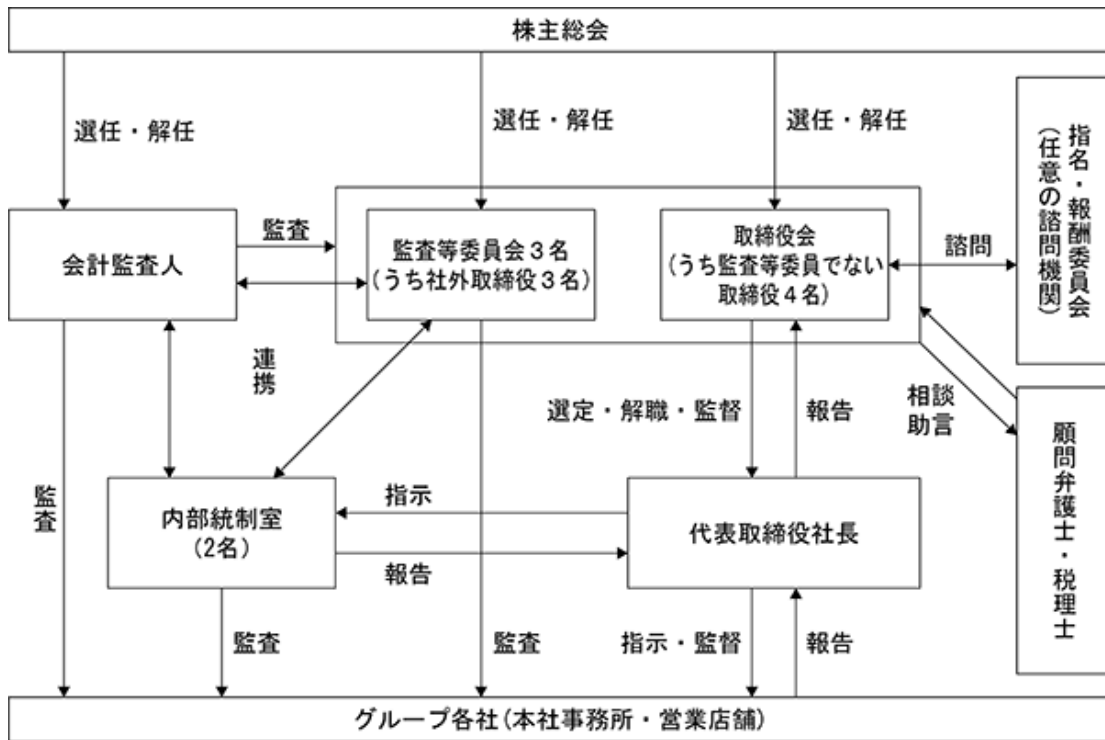 株主総会
選任・解任
選任・解任
選任・解任
指名・報酬委員会
(任意の諮問機関)
会計監査人
監査
監査等委員会3名
(うち社外取締役3名)
取締役会
(うち監査等委員でない
取締役4名)
諮問
連携
選定・解職・監督
報告
相談
助言
顧問弁護士・税理士
監査
内部統制室
(2名)
指示
報告
代表取締役社長
監査
監査
指示・監督
報告
グループ各社(本社事務所・営業店舗)